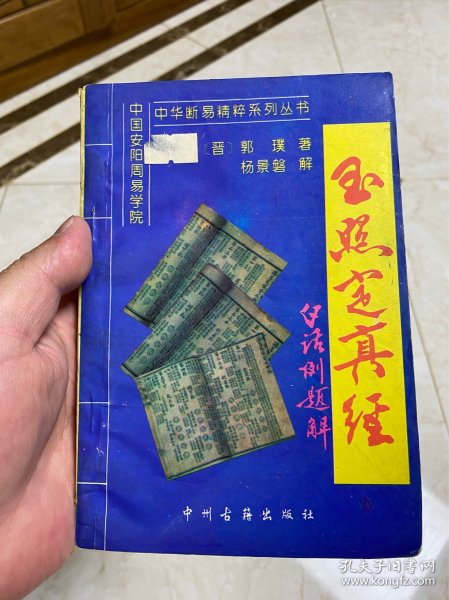 中国安阳周易学院
中华断易精粹系列丛书
［晋］郭 璞 著
杨景磐 解
玉照定真经
白话例题解
中州古籍出版社
孔夫子旧书网
www.kongfz.com